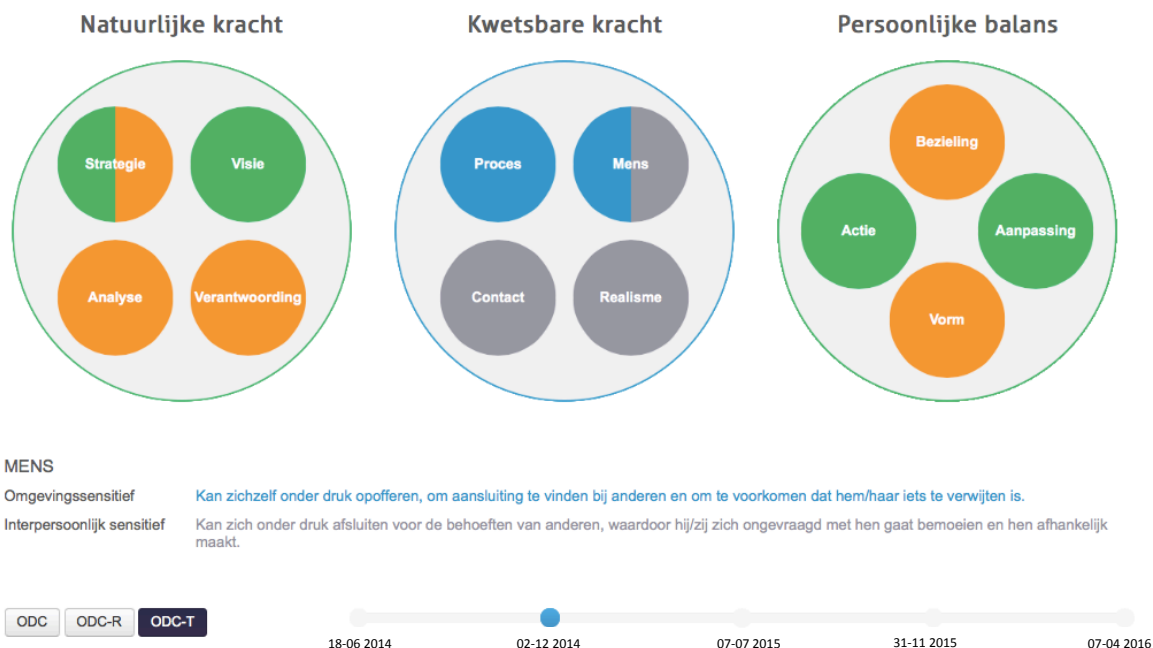 Natuurlijke kracht
Kwetsbare kracht
Persoonlijke balans
Strategie
Visie
Analyse
Verantwoording
Proces
Mens
Contact
Realisme
Bezieling
Actie
Aanpassing
Vorm
MENS
Omgevingssensitief
Kan zichzelf onder druk opofferen, om aansluiting te vinden bij anderen en om te voorkomen dat hem/haar iets te verwijten is.
Interpersoonlijk sensitief
Kan zich onder druk afsluiten voor de behoeften van anderen, waardoor hij/zij zich ongevraagd met hen gaat bemoeien en hen afhankelijk
maakt.
ODC
ODC-R
ODC-T
18-06 2014
02-12 2014
07-07 2015
31-11 2015
07-04 2016